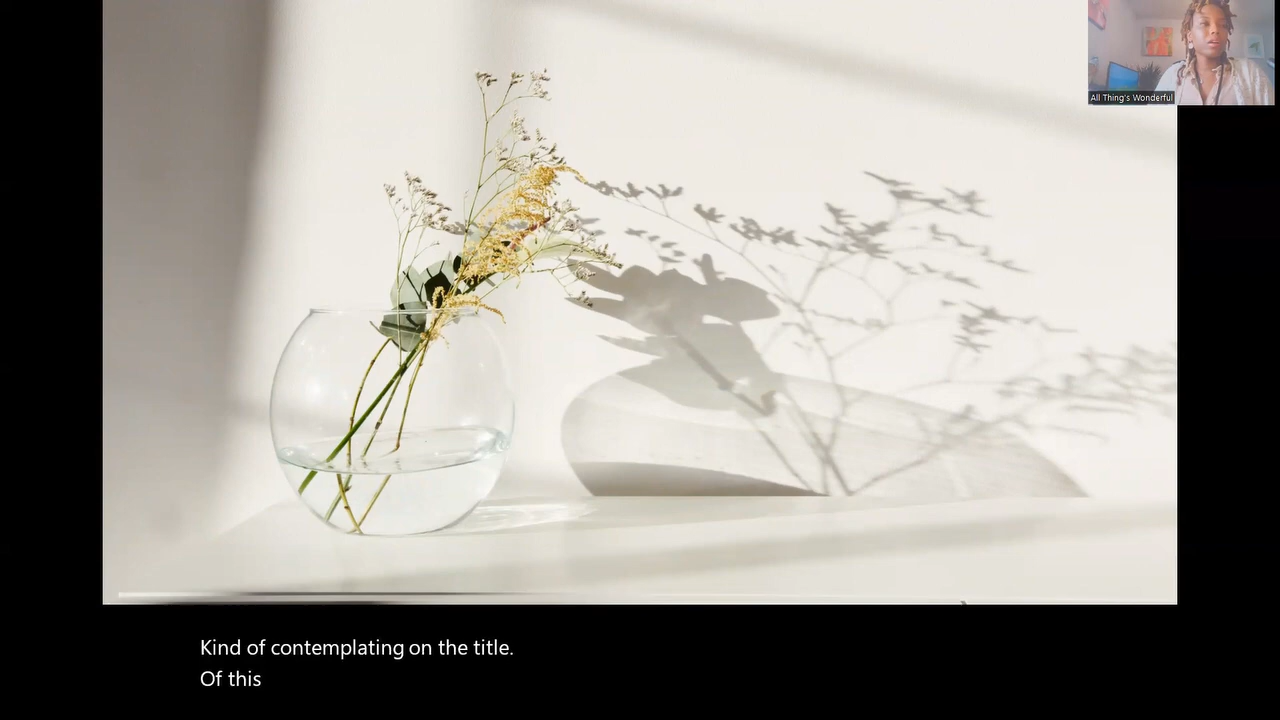 All Thing's Wonderful
Kind of contemplating on the title.
Of this